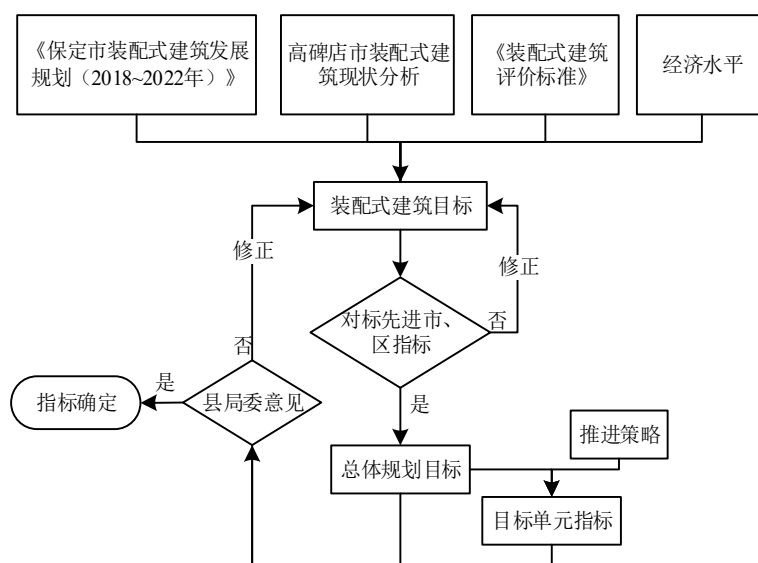 《保定市装配式建筑发展
规划（2018~2022年）》
高碑店市装配式建
筑现状分析
《装配式建筑
评价标准》
经济水平
装配式建筑目标
修正
修正
对标先进市、
区指标
否
否
是
县局委意见
指标确定
是
推进策略
总体规划目标
目标单元指标